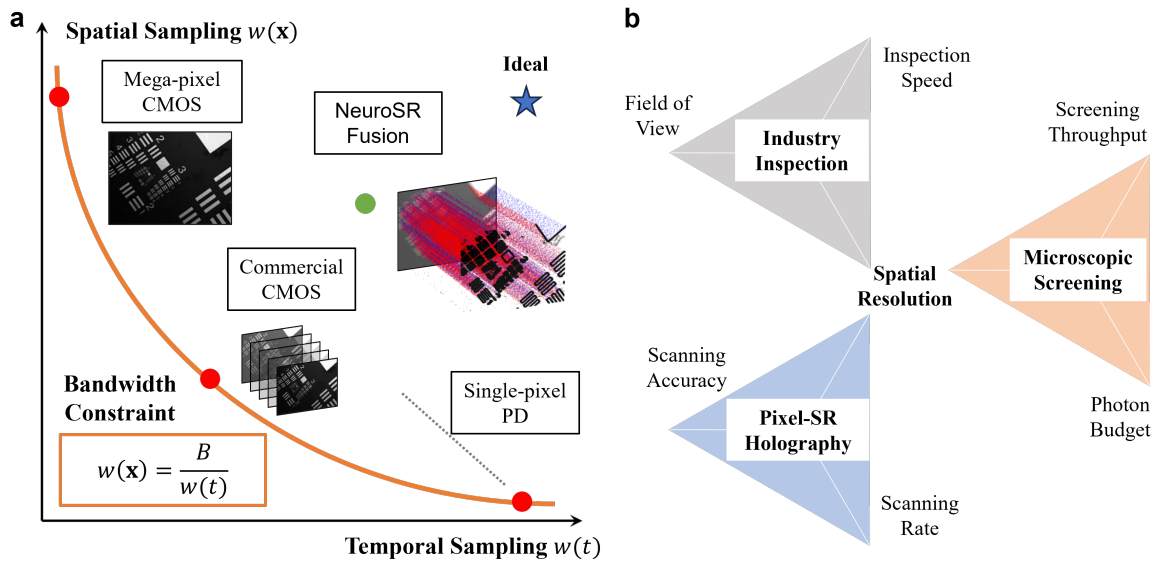 a
Spatial Sampling w(x)
Mega-pixel
CMOS
NeuroSR
Fusion
Ideal
Commercial
CMOS
Single-pixel
PD
Bandwidth
Constraint
w(x) = B / w(t)
Temporal Sampling w(t)
b
Inspection
Speed
Field of
View
Industry
Inspection
Screening
Throughput
Spatial
Resolution
Microscopic
Screening
Scanning
Accuracy
Pixel-SR
Holography
Photon
Budget
Scanning
Rate